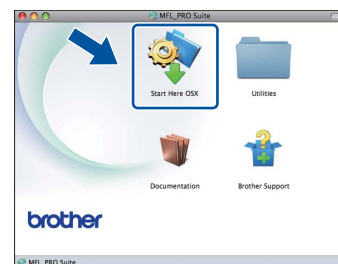 MFL_PRO Suite
Start Here OSX
Utilities
Documentation
Brother Support
brother
MFL_PRO Suite